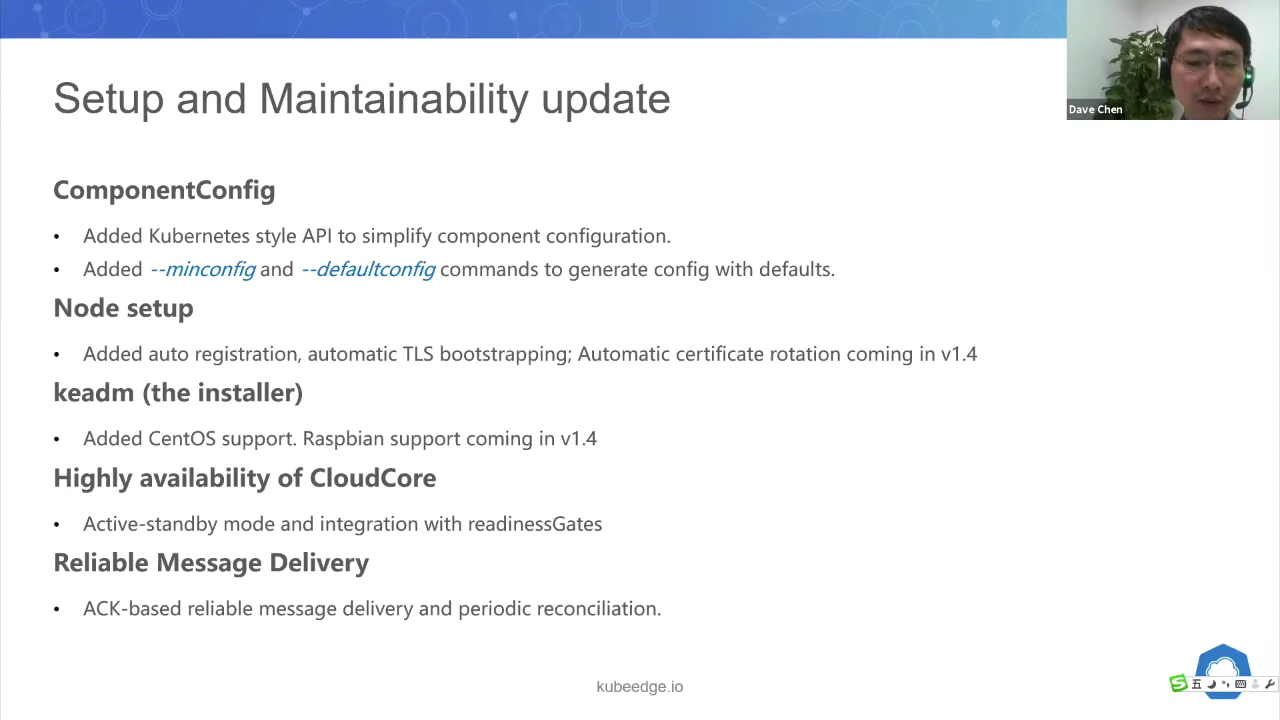 Dave Chen
Setup and Maintainability update
ComponentConfig
• Added Kubernetes style API to simplify component configuration.
• Added --minconfig and --defaultconfig commands to generate config with defaults.
Node setup
• Added auto registration, automatic TLS bootstrapping; Automatic certificate rotation coming in v1.4
keadm (the installer)
• Added CentOS support. Raspbian support coming in v1.4
Highly availability of CloudCore
• Active-standby mode and integration with readinessGates
Reliable Message Delivery
• ACK-based reliable message delivery and periodic reconciliation.
kubeedge.io
五